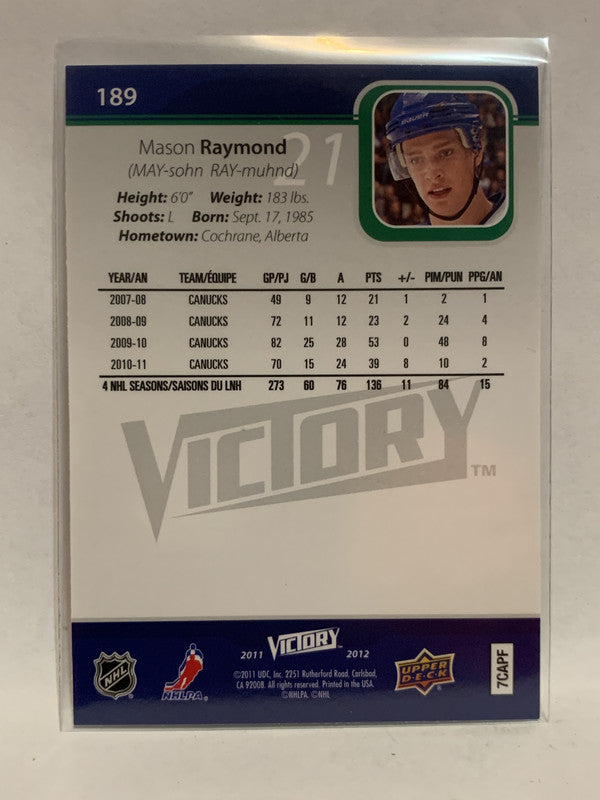 189
21
Mason Raymond
(MAY-sohn RAY-muhnd)
Height: 6'0" Weight: 183 lbs.
Shoots: L Born: Sept. 17, 1985
Hometown: Cochrane, Alberta
BAUER
YEAR/AN TEAM/ÉQUIPE GP/PJ G/B A PTS +/- PIM/PUN PPG/AN
2007-08 CANUCKS 49 9 12 21 1 2 1
2008-09 CANUCKS 72 11 12 23 2 24 4
2009-10 CANUCKS 82 25 28 53 0 48 8
2010-11 CANUCKS 70 15 24 39 8 10 2
4 NHL SEASONS/SAISONS DU LNH 273 60 76 136 11 84 15
VICTORY TM
2011 VICTORY 2012
NHL
NHLPA
©2011 UDC, Inc. 2251 Rutherford Road, Carlsbad,
CA 92008. All rights reserved. Printed in the USA.
©NHLPA. ©NHL
UPPER
DECK
7CAPF